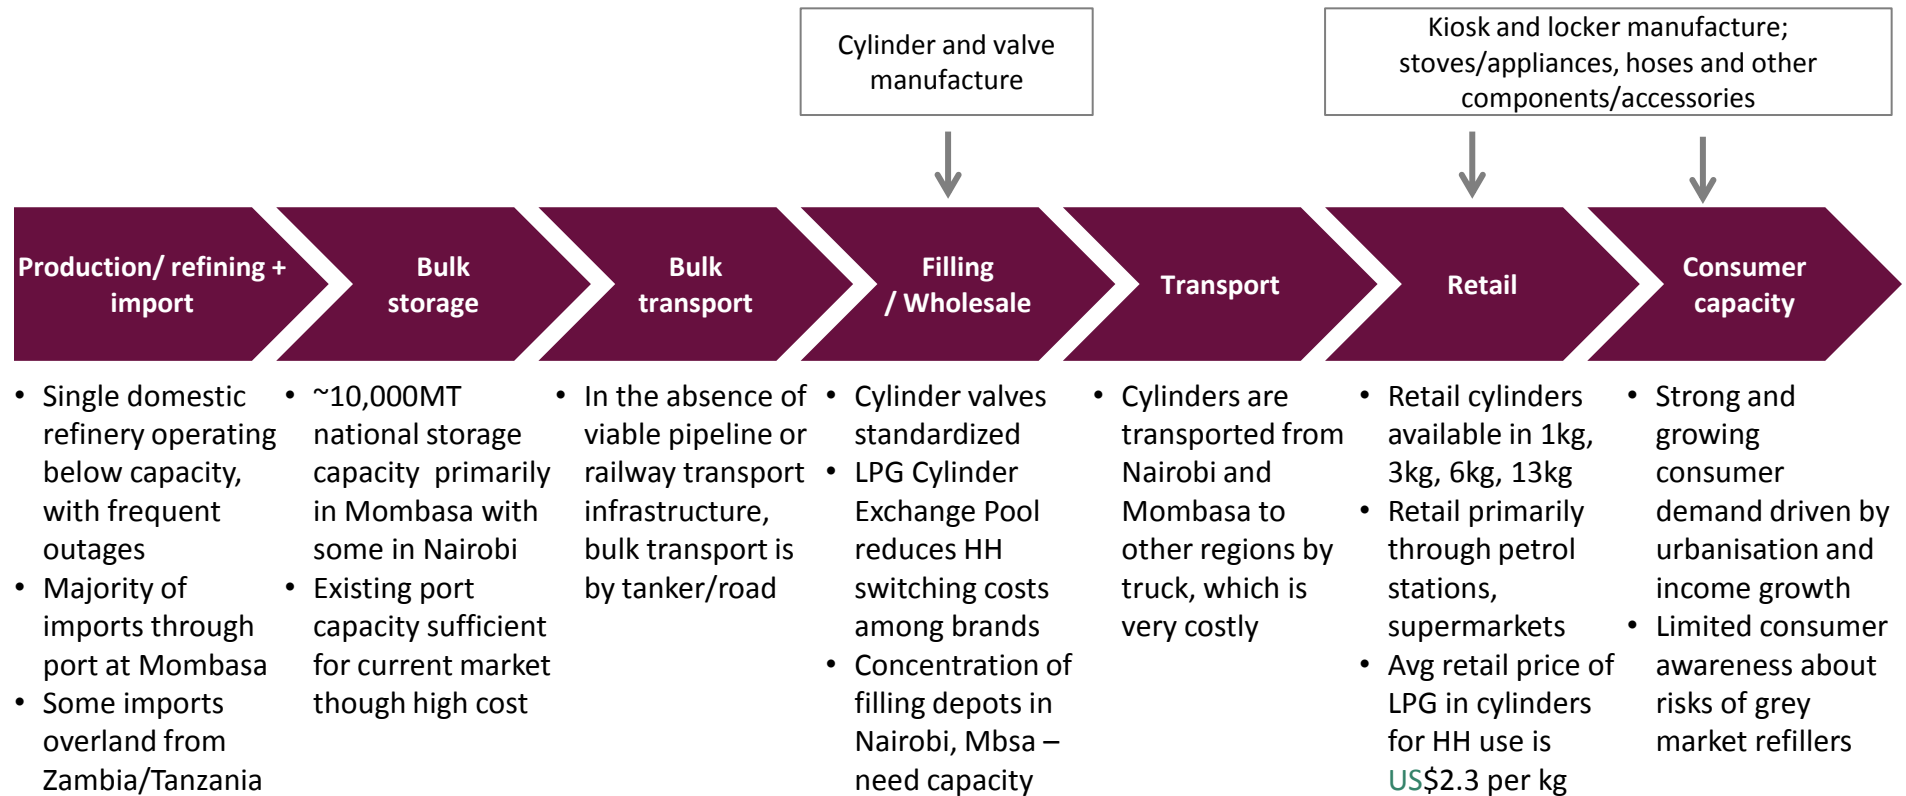 Cylinder and valve
manufacture
Kiosk and locker manufacture;
stoves/appliances, hoses and other
components/accessories
Production/ refining +
import
Bulk
storage
Bulk
transport
Filling
/ Wholesale
Transport
Retail
Consumer
capacity
• Single domestic
refinery operating
below capacity,
with frequent
outages
• Majority of
imports through
port at Mombasa
• Some imports
overland from
Zambia/Tanzania
• ~10,000MT
national storage
capacity primarily
in Mombasa with
some in Nairobi
• Existing port
capacity sufficient
for current market
though high cost
• In the absence of
viable pipeline or
railway transport
infrastructure,
bulk transport is
by tanker/road
• Cylinder valves
standardized
• LPG Cylinder
Exchange Pool
reduces HH
switching costs
among brands
• Concentration of
filling depots in
Nairobi, Mbsa –
need capacity
• Cylinders are
transported from
Nairobi and
Mombasa to
other regions by
truck, which is
very costly
• Retail cylinders
available in 1kg,
3kg, 6kg, 13kg
• Retail primarily
through petrol
stations,
supermarkets
• Avg retail price of
LPG in cylinders
for HH use is
US$2.3 per kg
• Strong and
growing
consumer
demand driven by
urbanisation and
income growth
• Limited consumer
awareness about
risks of grey
market refillers